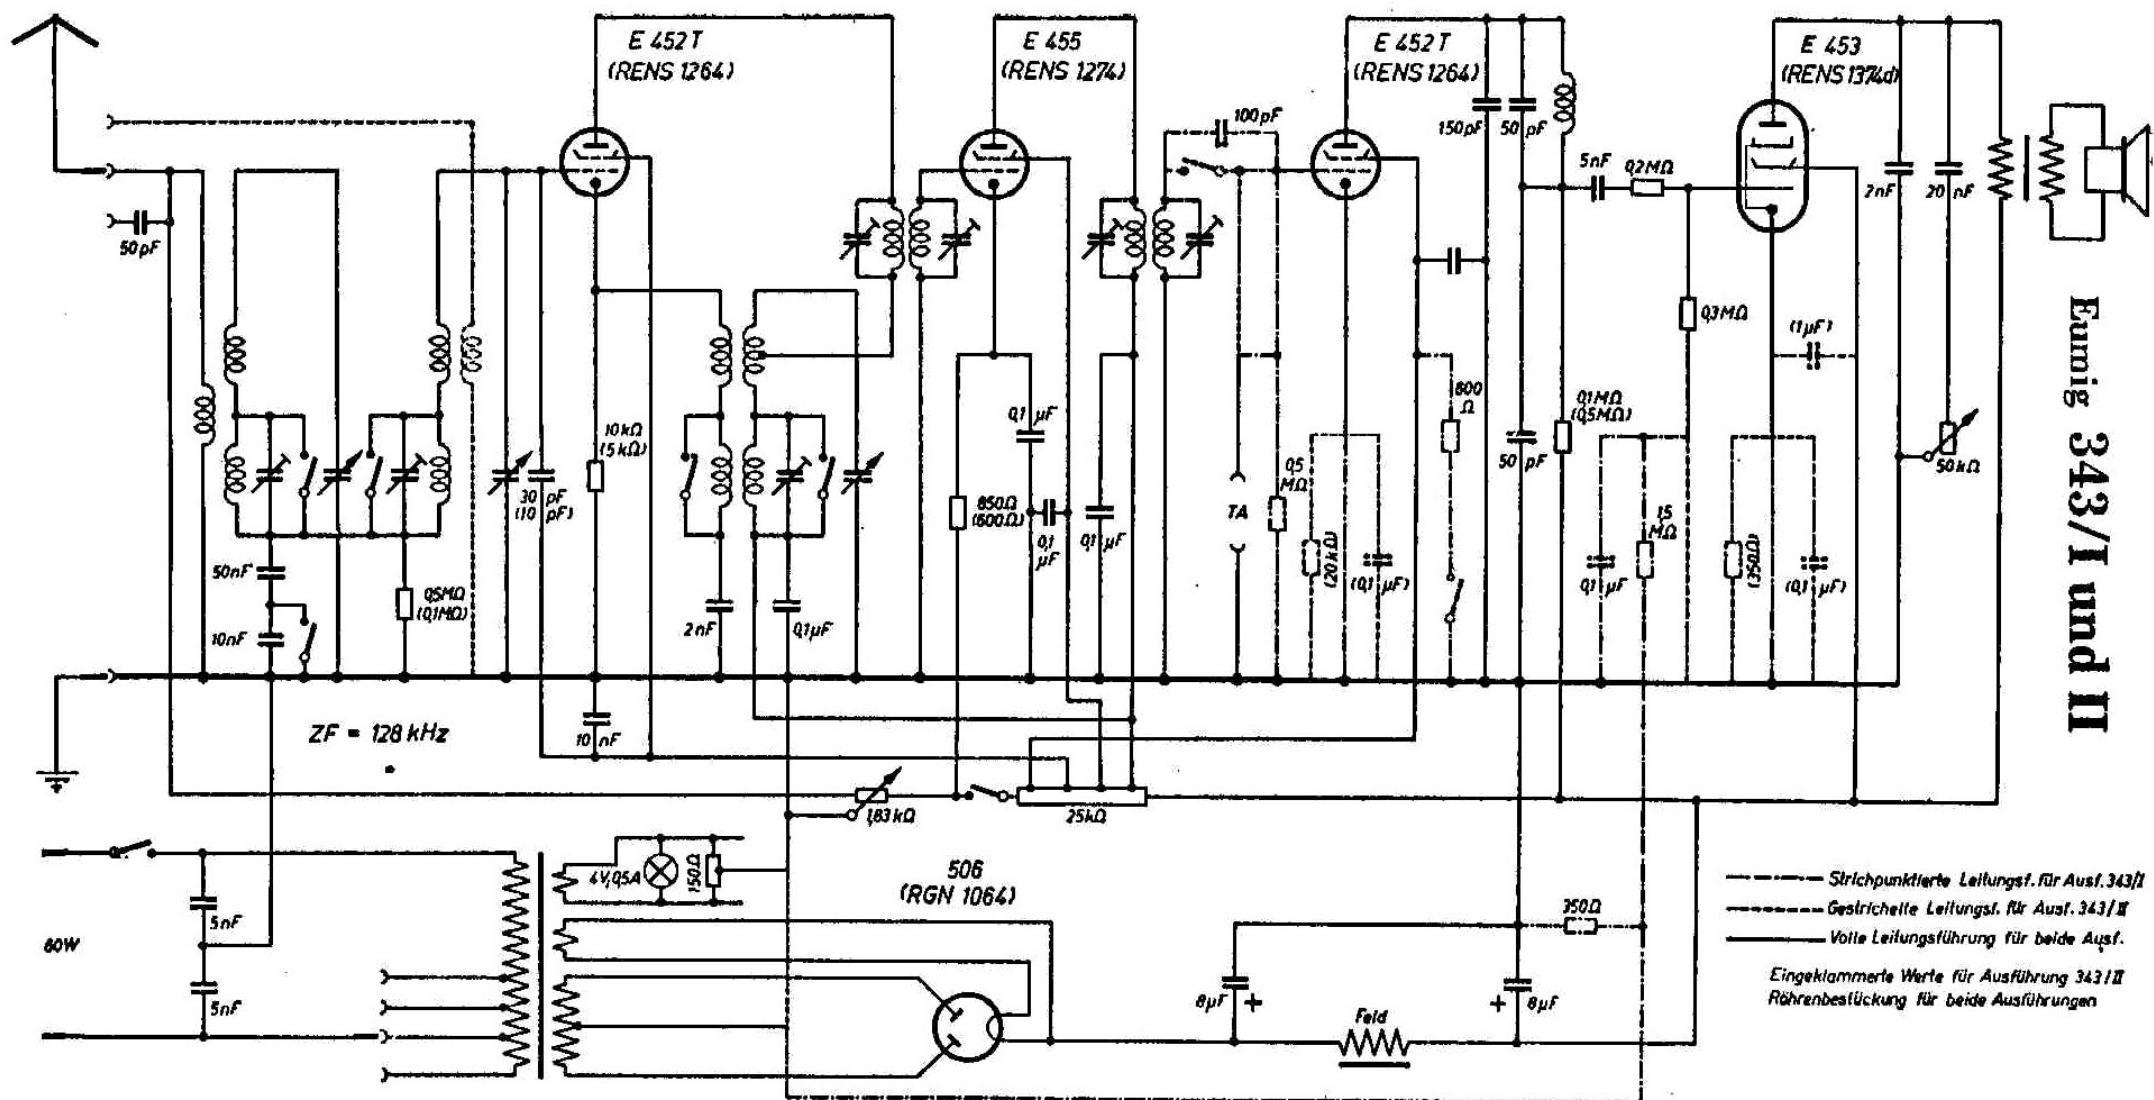 E 452T
(RENS 1264)
E 455
(RENS 1274)
E 452T
(RENS 1264)
E 453
(RENS 1374d)
100pF
150pF
50 pF
5nF
0,2MΩ
2nF
20 nF
50pF
0,3MΩ
(1µF)
Eumig 343/I und II
10kΩ
(5kΩ)
30 pF
(10 pF)
0,1 µF
850Ω
(600Ω)
0,1
µF
0,1 µF
TA
0,5
MΩ
(20kΩ)
(0,1 µF)
800
Ω
50 pF
0,1MΩ
(0,5MΩ)
0,1 µF
1,5
MΩ
(350Ω)
(0,1 µF)
50kΩ
50nF
10nF
0,5MΩ
(0,1MΩ)
2nF
0,1µF
ZF = 128 kHz
10 nF
1,83kΩ
25kΩ
4V,0,5A
150Ω
506
(RGN 1064)
350Ω
5nF
60W
5nF
8µF +
Feld
+ 8µF
Strichpunktierte Leitungsf. für Ausf. 343/I
Gestrichelte Leitungsf. für Ausf. 343/II
Volle Leitungsführung für beide Ausf.
Eingeklammerte Werte für Ausführung 343/II
Röhrenbestückung für beide Ausführungen